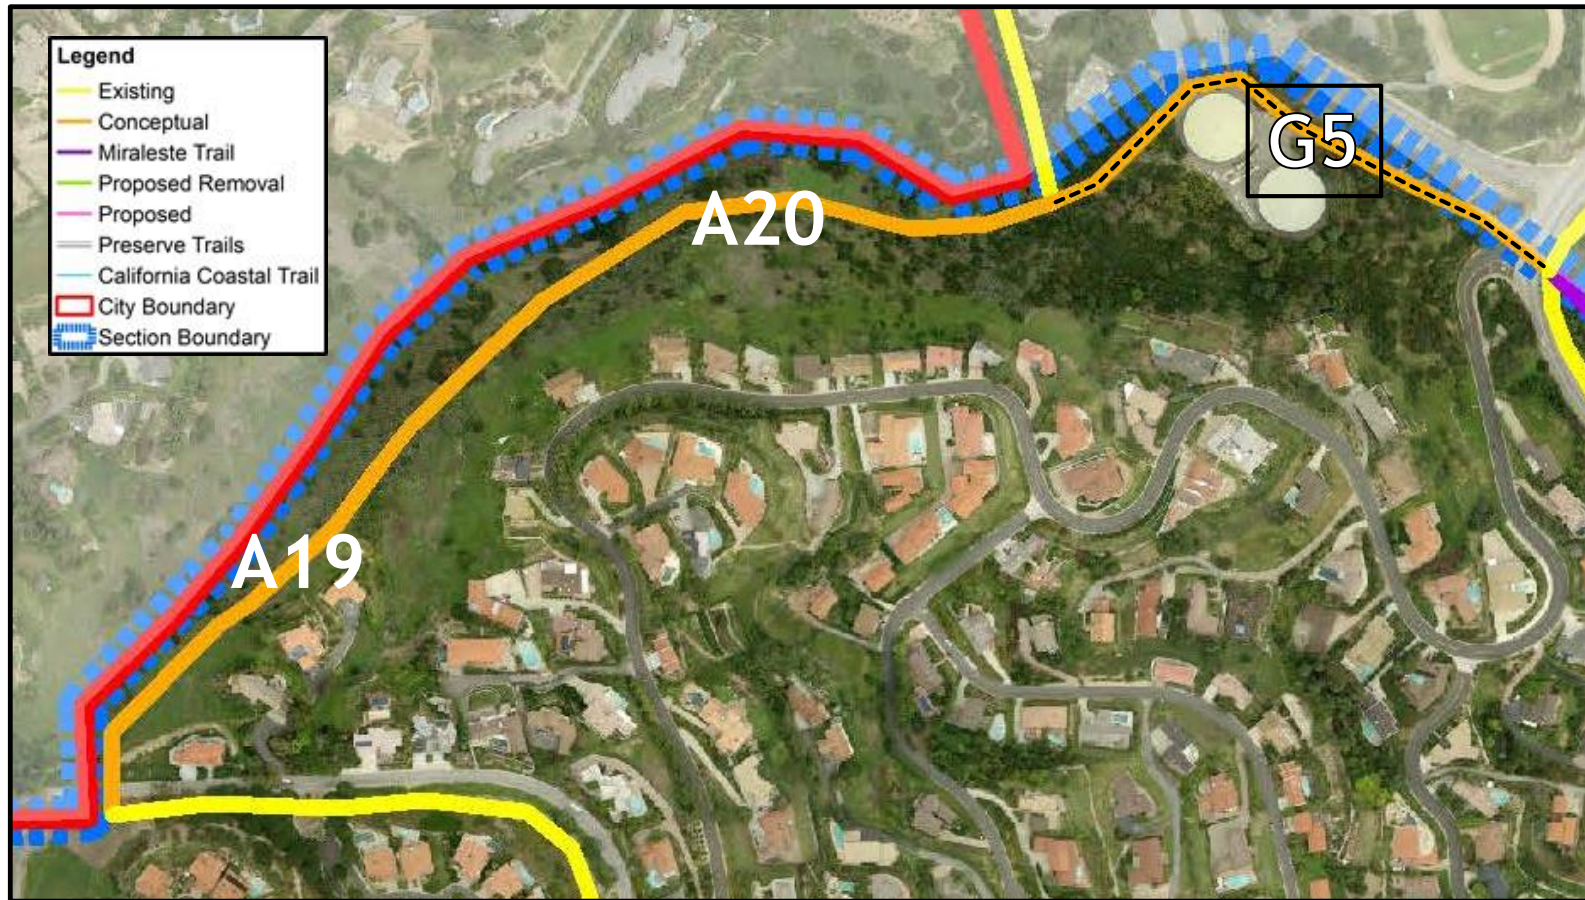 Legend
Existing
Conceptual
Miraleste Trail
Proposed Removal
Proposed
Preserve Trails
California Coastal Trail
City Boundary
Section Boundary
G5
A20
A19